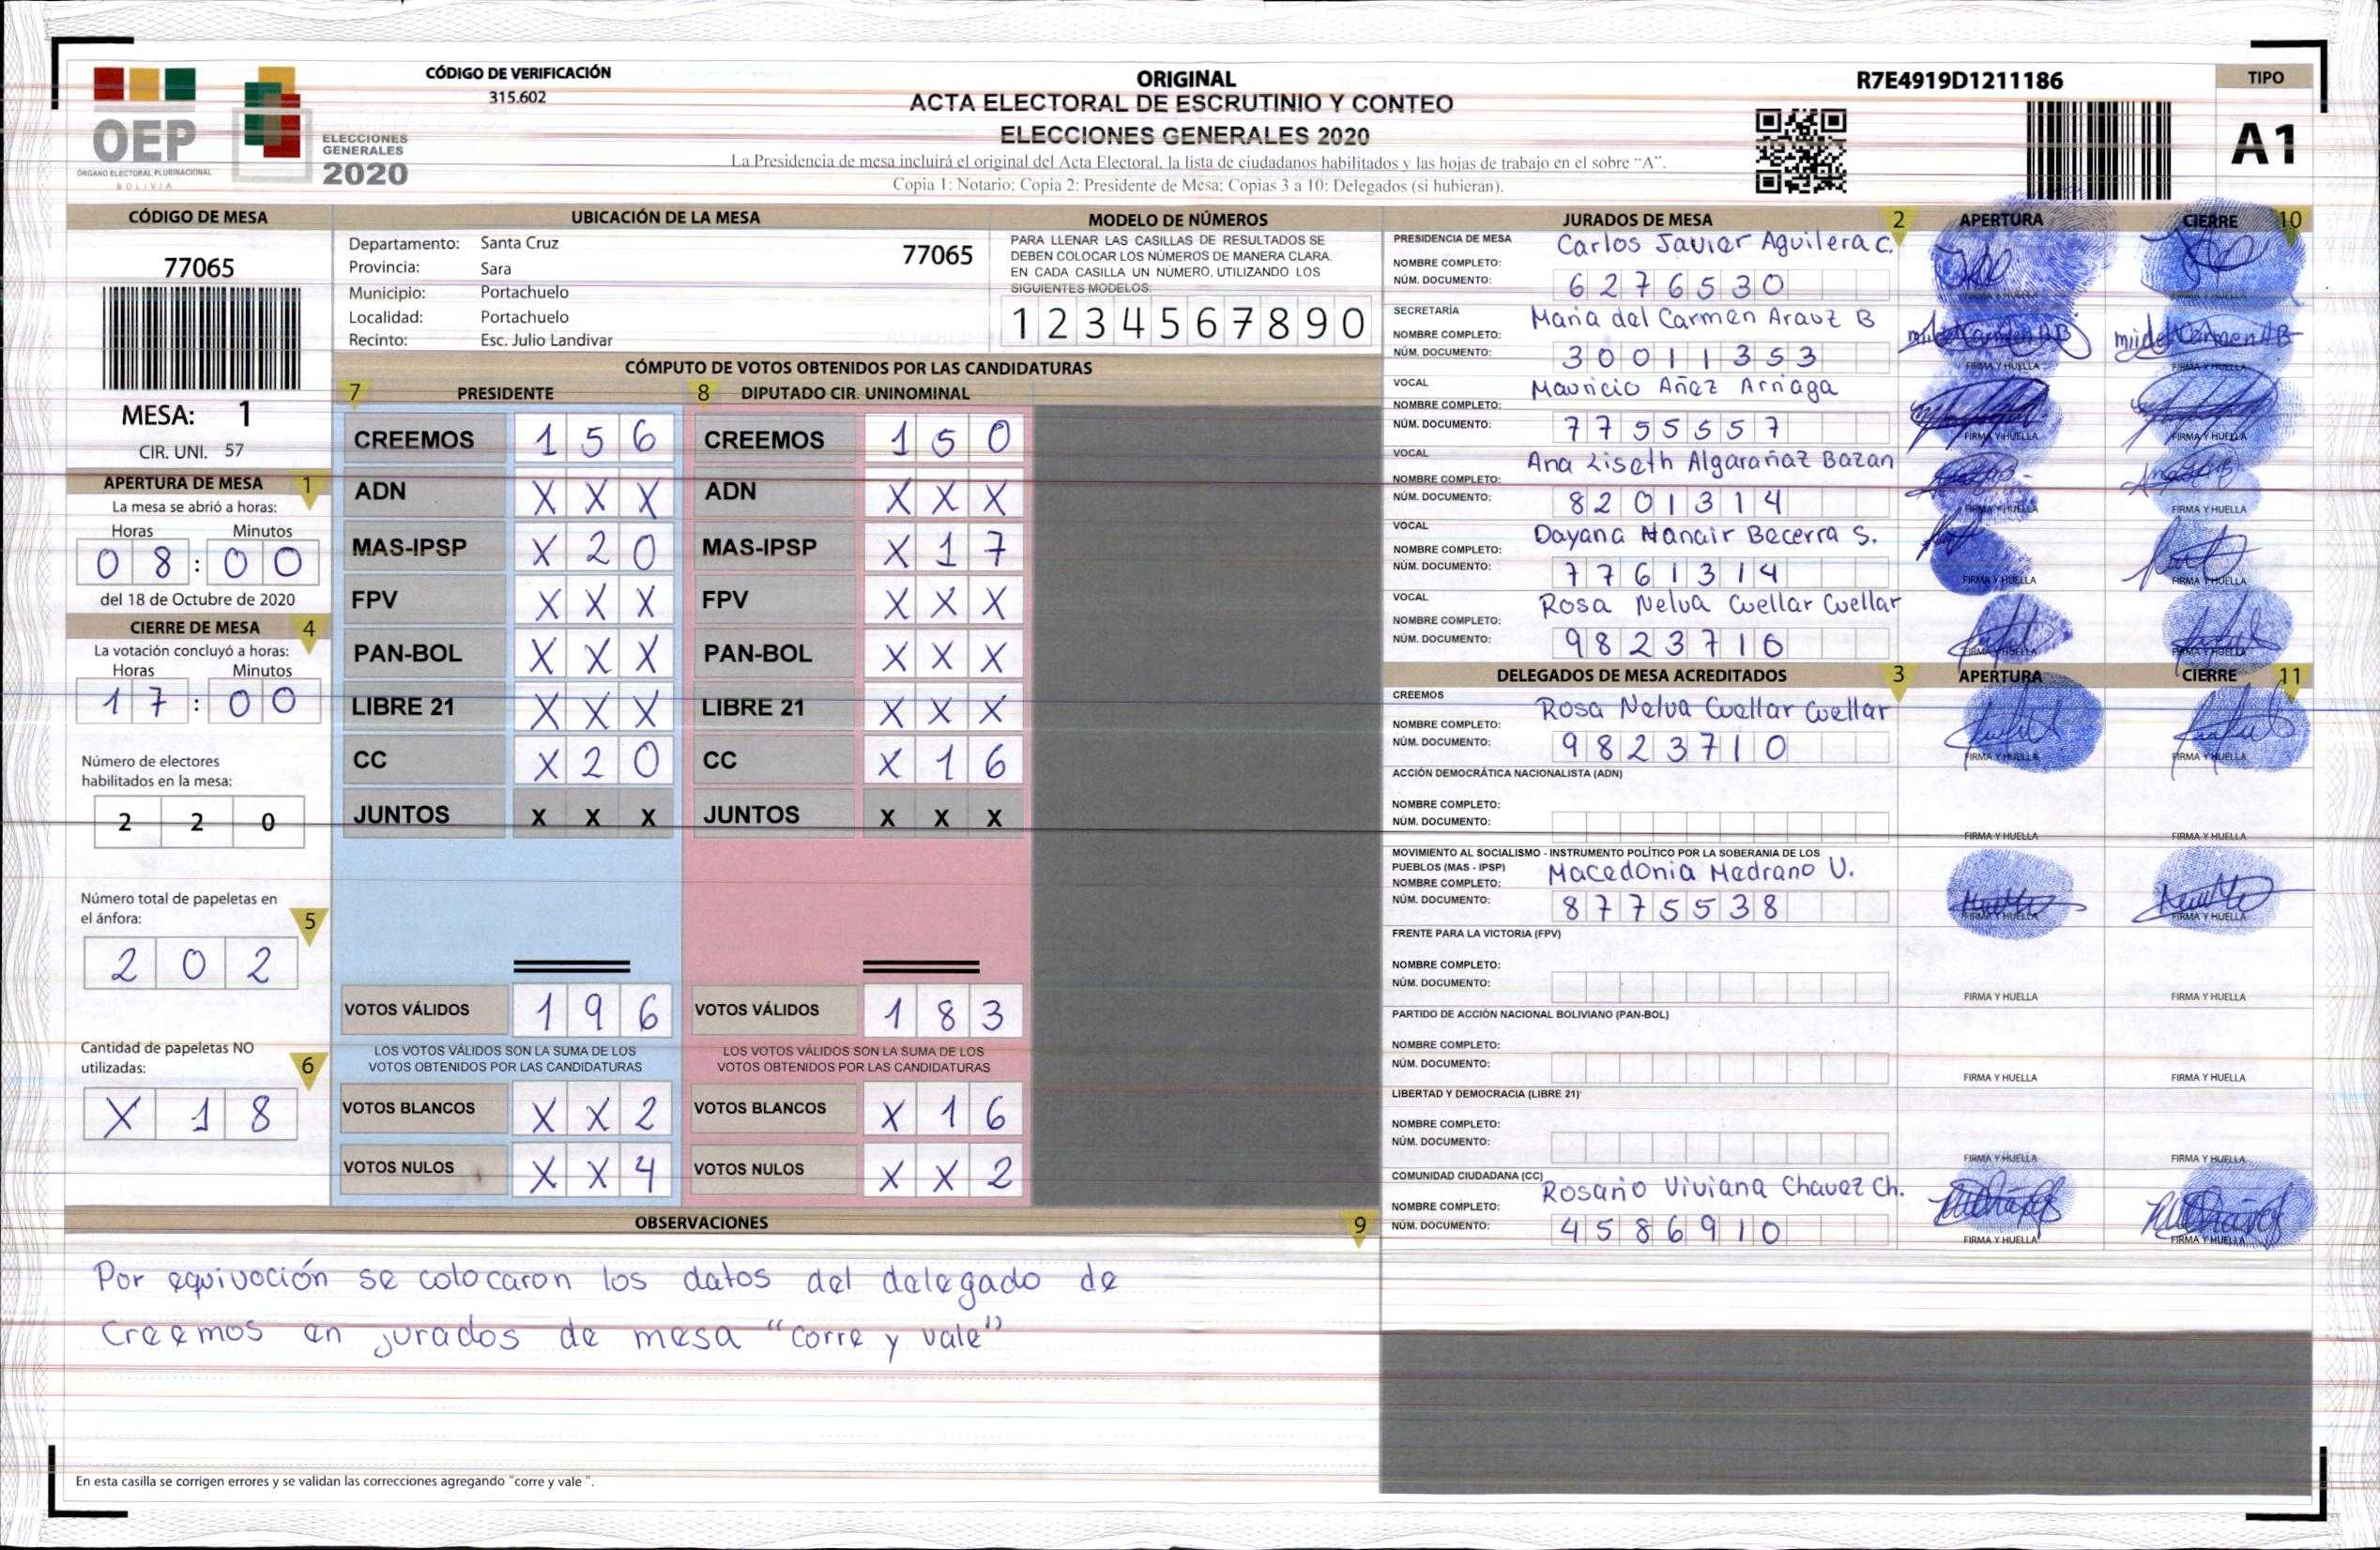 CÓDIGO DE VERIFICACIÓN
315.602
OEP
ÓRGANO ELECTORAL PLURINACIONAL
BOLIVIA
ELECCIONES
GENERALES
2020
ORIGINAL
ACTA ELECTORAL DE ESCRUTINIO Y CONTEO
ELECCIONES GENERALES 2020
La Presidencia de mesa incluirá el original del Acta Electoral, la lista de ciudadanos habilitados y las hojas de trabajo en el sobre "A".
Copia 1: Notario; Copia 2: Presidente de Mesa; Copias 3 a 10: Delegados (si hubieran).
R7E4919D1211186
TIPO
A1
CÓDIGO DE MESA
77065
MESA: 1
CIR. UNI. 57
APERTURA DE MESA 1
La mesa se abrió a horas:
Horas Minutos
0 8 : 0 0
del 18 de Octubre de 2020
CIERRE DE MESA 4
La votación concluyó a horas:
Horas Minutos
1 7 : 0 0
Número de electores
habilitados en la mesa:
2 2 0
Número total de papeletas en
el ánfora: 5
2 0 2
Cantidad de papeletas NO
utilizadas: 6
X 1 8
UBICACIÓN DE LA MESA
Departamento: Santa Cruz 77065
Provincia: Sara
Municipio: Portachuelo
Localidad: Portachuelo
Recinto: Esc. Julio Landivar
MODELO DE NÚMEROS
PARA LLENAR LAS CASILLAS DE RESULTADOS SE
DEBEN COLOCAR LOS NÚMEROS DE MANERA CLARA.
EN CADA CASILLA UN NÚMERO, UTILIZANDO LOS
SIGUIENTES MODELOS:
1 2 3 4 5 6 7 8 9 0
CÓMPUTO DE VOTOS OBTENIDOS POR LAS CANDIDATURAS
7 PRESIDENTE 8 DIPUTADO CIR. UNINOMINAL
CREEMOS 1 5 6 CREEMOS 1 5 0
ADN X X X ADN X X X
MAS-IPSP X 2 0 MAS-IPSP X 1 7
FPV X X X FPV X X X
PAN-BOL X X X PAN-BOL X X X
LIBRE 21 X X X LIBRE 21 X X X
CC X 2 0 CC X 1 6
JUNTOS X X X JUNTOS X X X
VOTOS VÁLIDOS 1 9 6 VOTOS VÁLIDOS 1 8 3
LOS VOTOS VÁLIDOS SON LA SUMA DE LOS LOS VOTOS VÁLIDOS SON LA SUMA DE LOS
VOTOS OBTENIDOS POR LAS CANDIDATURAS VOTOS OBTENIDOS POR LAS CANDIDATURAS
VOTOS BLANCOS X X 2 VOTOS BLANCOS X 1 6
VOTOS NULOS X X 4 VOTOS NULOS X X 2
OBSERVACIONES 9
Por equivoción se colocaron los datos del delegado de
Creemos en jurados de mesa "corre y vale"
En esta casilla se corrigen errores y se validan las correcciones agregando "corre y vale ".
JURADOS DE MESA 2 APERTURA CIERRE 10
PRESIDENCIA DE MESA
NOMBRE COMPLETO: Carlos Javier Aguilera C.
NÚM. DOCUMENTO: 6 2 7 6 5 3 0
FIRMA Y HUELLA FIRMA Y HUELLA
SECRETARÍA
NOMBRE COMPLETO: Maria del Carmen Arauz B
NÚM. DOCUMENTO: 3 0 0 1 1 3 5 3
FIRMA Y HUELLA FIRMA Y HUELLA
VOCAL
NOMBRE COMPLETO: Mauricio Añez Arriaga
NÚM. DOCUMENTO: 7 7 5 5 5 5 7
FIRMA Y HUELLA FIRMA Y HUELLA
VOCAL
NOMBRE COMPLETO: Ana Liseth Algarañaz Bazan
NÚM. DOCUMENTO: 8 2 0 1 3 1 4
FIRMA Y HUELLA FIRMA Y HUELLA
VOCAL
NOMBRE COMPLETO: Dayana Nanair Becerra S.
NÚM. DOCUMENTO: 7 7 6 1 3 1 4
FIRMA Y HUELLA FIRMA Y HUELLA
VOCAL
NOMBRE COMPLETO: Rosa Nelva Cuellar Cuellar
NÚM. DOCUMENTO: 9 8 2 3 7 1 0
FIRMA Y HUELLA FIRMA Y HUELLA
DELEGADOS DE MESA ACREDITADOS 3 APERTURA CIERRE 11
CREEMOS
NOMBRE COMPLETO: Rosa Nelva Cuellar Cuellar
NÚM. DOCUMENTO: 9 8 2 3 7 1 0
FIRMA Y HUELLA FIRMA Y HUELLA
ACCIÓN DEMOCRÁTICA NACIONALISTA (ADN)
NOMBRE COMPLETO:
NÚM. DOCUMENTO:
FIRMA Y HUELLA FIRMA Y HUELLA
MOVIMIENTO AL SOCIALISMO - INSTRUMENTO POLÍTICO POR LA SOBERANIA DE LOS
PUEBLOS (MAS - IPSP)
NOMBRE COMPLETO: Macedonia Medrano V.
NÚM. DOCUMENTO: 8 7 7 5 5 3 8
FIRMA Y HUELLA FIRMA Y HUELLA
FRENTE PARA LA VICTORIA (FPV)
NOMBRE COMPLETO:
NÚM. DOCUMENTO:
FIRMA Y HUELLA FIRMA Y HUELLA
PARTIDO DE ACCIÓN NACIONAL BOLIVIANO (PAN-BOL)
NOMBRE COMPLETO:
NÚM. DOCUMENTO:
FIRMA Y HUELLA FIRMA Y HUELLA
LIBERTAD Y DEMOCRACIA (LIBRE 21)
NOMBRE COMPLETO:
NÚM. DOCUMENTO:
FIRMA Y HUELLA FIRMA Y HUELLA
COMUNIDAD CIUDADANA (CC)
NOMBRE COMPLETO: Rosario Viviana Chavez Ch.
NÚM. DOCUMENTO: 4 5 8 6 9 1 0
FIRMA Y HUELLA FIRMA Y HUELLA